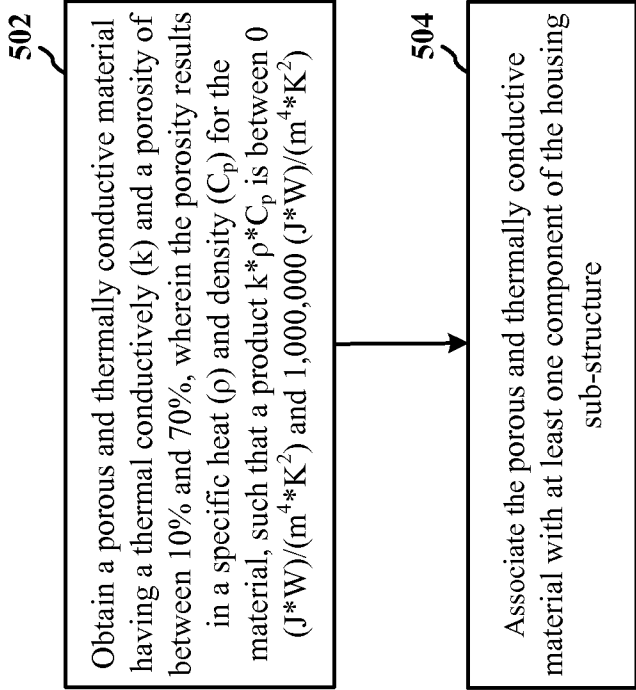 502
Obtain a porous and thermally conductive material
having a thermal conductively (k) and a porosity of
between 10% and 70%, wherein the porosity results
in a specific heat (ρ) and density (Cₚ) for the
material, such that a product k*ρ*Cₚ is between 0
(J*W)/(m⁴*K²) and 1,000,000 (J*W)/(m⁴*K²)
504
Associate the porous and thermally conductive
material with at least one component of the housing
sub-structure